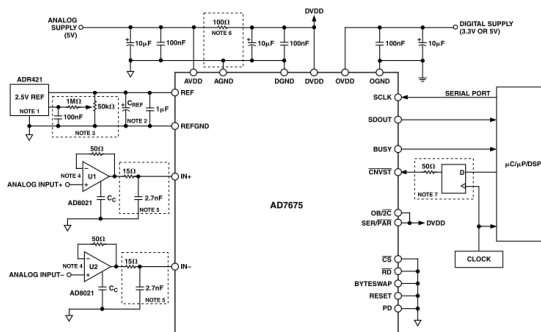 ANALOG
SUPPLY
(5V)
100Ω
NOTE 6
DVDD
DIGITAL SUPPLY
(3.3V OR 5V)
10μF
100nF
10μF
100nF
100nF
10μF
AVDD
AGND
DGND
DVDD
OVDD
OGND
ADR421
2.5V REF
NOTE 1
1MΩ
50kΩ
100nF
NOTE 3
CREF
NOTE 2
1μF
REF
REFGND
SCLK
SERIAL PORT
SDOUT
BUSY
CNVST
50Ω
D
NOTE 7
μC/μP/DSP
CLOCK
50Ω
NOTE 4
U1
15Ω
IN+
ANALOG INPUT+
AD8021
CC
2.7nF
NOTE 5
AD7675
OB/2C
SER/PAR
DVDD
50Ω
NOTE 4
U2
15Ω
IN–
ANALOG INPUT–
AD8021
CC
2.7nF
NOTE 5
CS
RD
BYTESWAP
RESET
PD